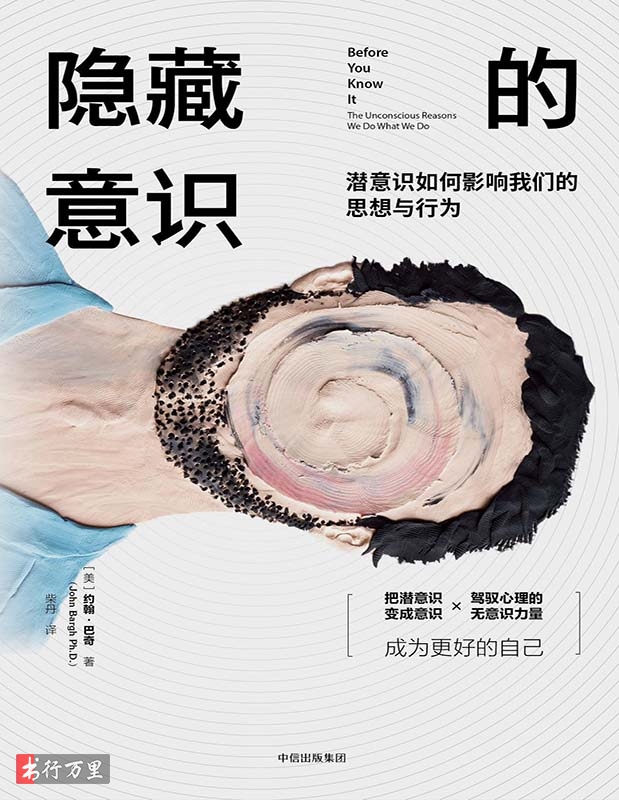 隐藏的
意识
Before
You
Know
It
The Unconscious Reasons
We Do What We Do
潜意识如何影响我们的
思想与行为
[美]约翰·巴奇 著
(John Bargh Ph.D.)
柴丹 译
把潜意识 × 驾驭心理的
变成意识 无意识力量
成为更好的自己
中信出版集团
书行万里